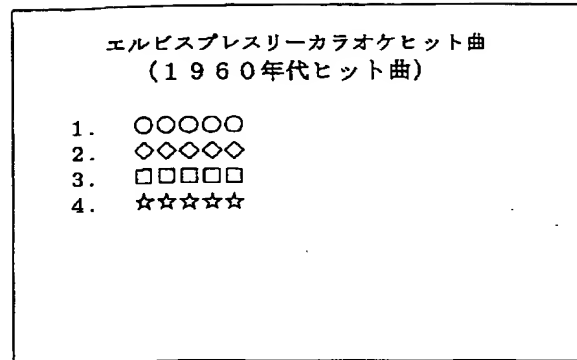 エルビスプレスリーカラオケヒット曲
(1960年代ヒット曲)
1. ○○○○○
2. ◇◇◇◇◇
3. □□□□□
4. ☆☆☆☆☆